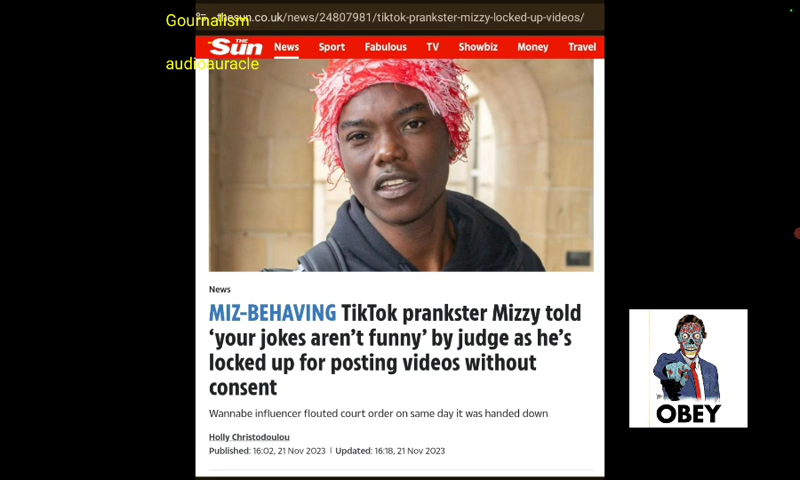 Gournalism
thesun.co.uk/news/24807981/tiktok-prankster-mizzy-locked-up-videos/
THE
Sun
News Sport Fabulous TV Showbiz Money Travel
audioauracle
News
MIZ-BEHAVING TikTok prankster Mizzy told
‘your jokes aren’t funny’ by judge as he’s
locked up for posting videos without
consent
Wannabe influencer flouted court order on same day it was handed down
Holly Christodoulou
Published: 16:02, 21 Nov 2023 | Updated: 16:18, 21 Nov 2023
OBEY